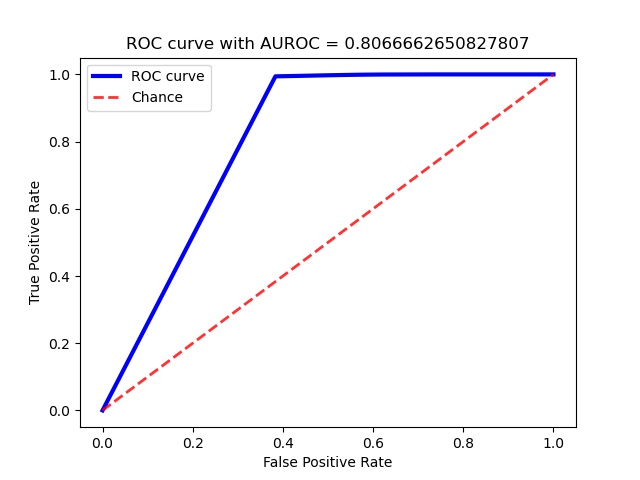 ROC curve with AUROC = 0.8066662650827807
ROC curve
Chance
True Positive Rate
1.0
0.8
0.6
0.4
0.2
0.0
0.0 0.2 0.4 0.6 0.8 1.0
False Positive Rate